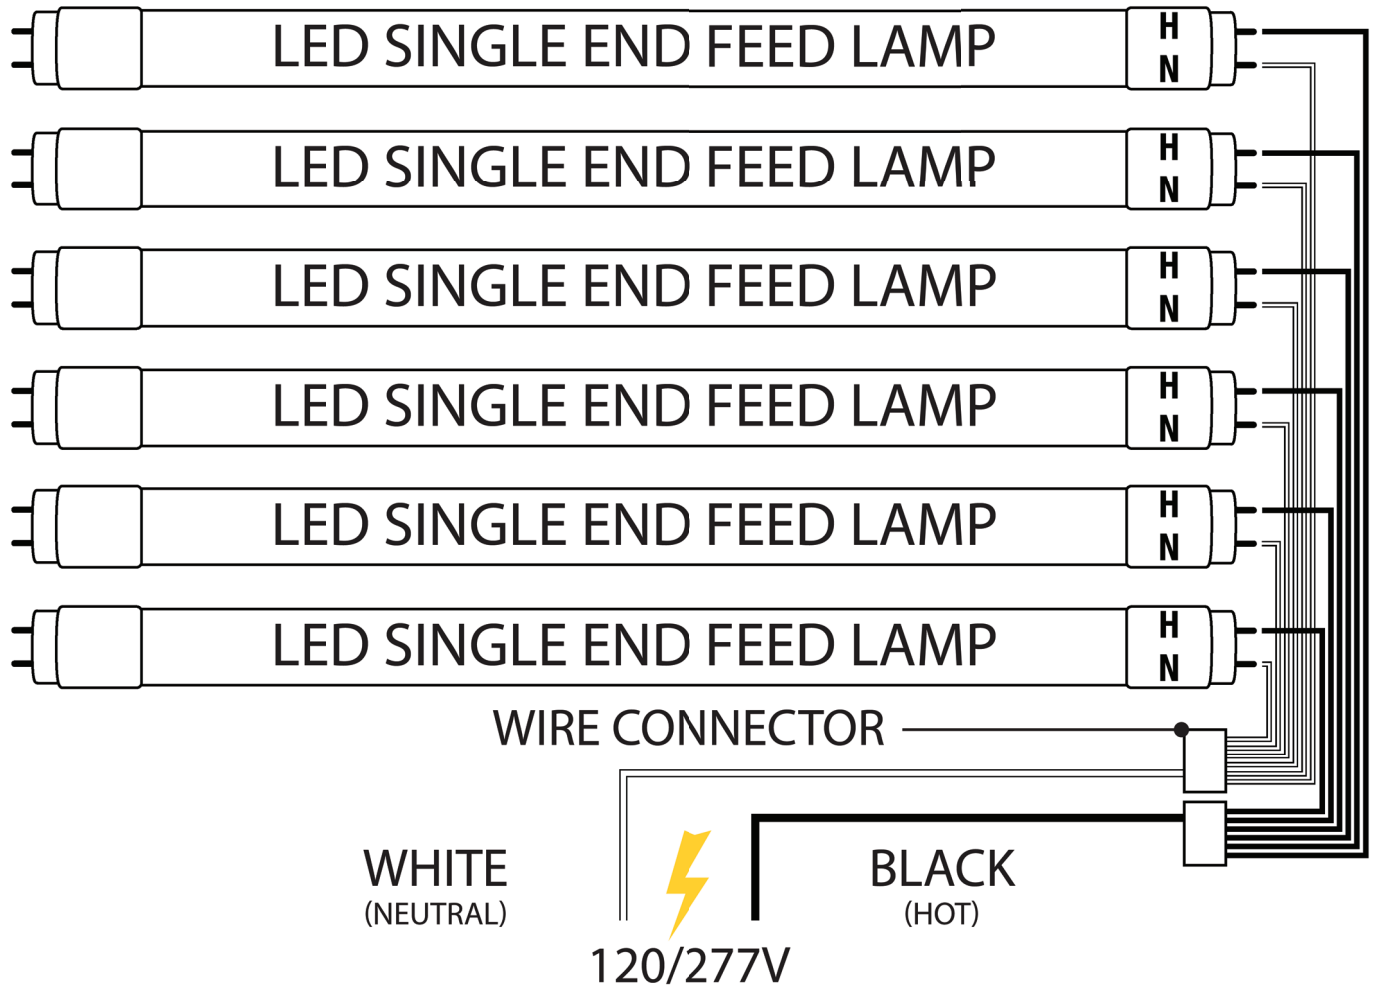 LED SINGLE END FEED LAMP
H
N
LED SINGLE END FEED LAMP
H
N
LED SINGLE END FEED LAMP
H
N
LED SINGLE END FEED LAMP
H
N
LED SINGLE END FEED LAMP
H
N
LED SINGLE END FEED LAMP
H
N
WIRE CONNECTOR
WHITE
(NEUTRAL)
BLACK
(HOT)
120/277V